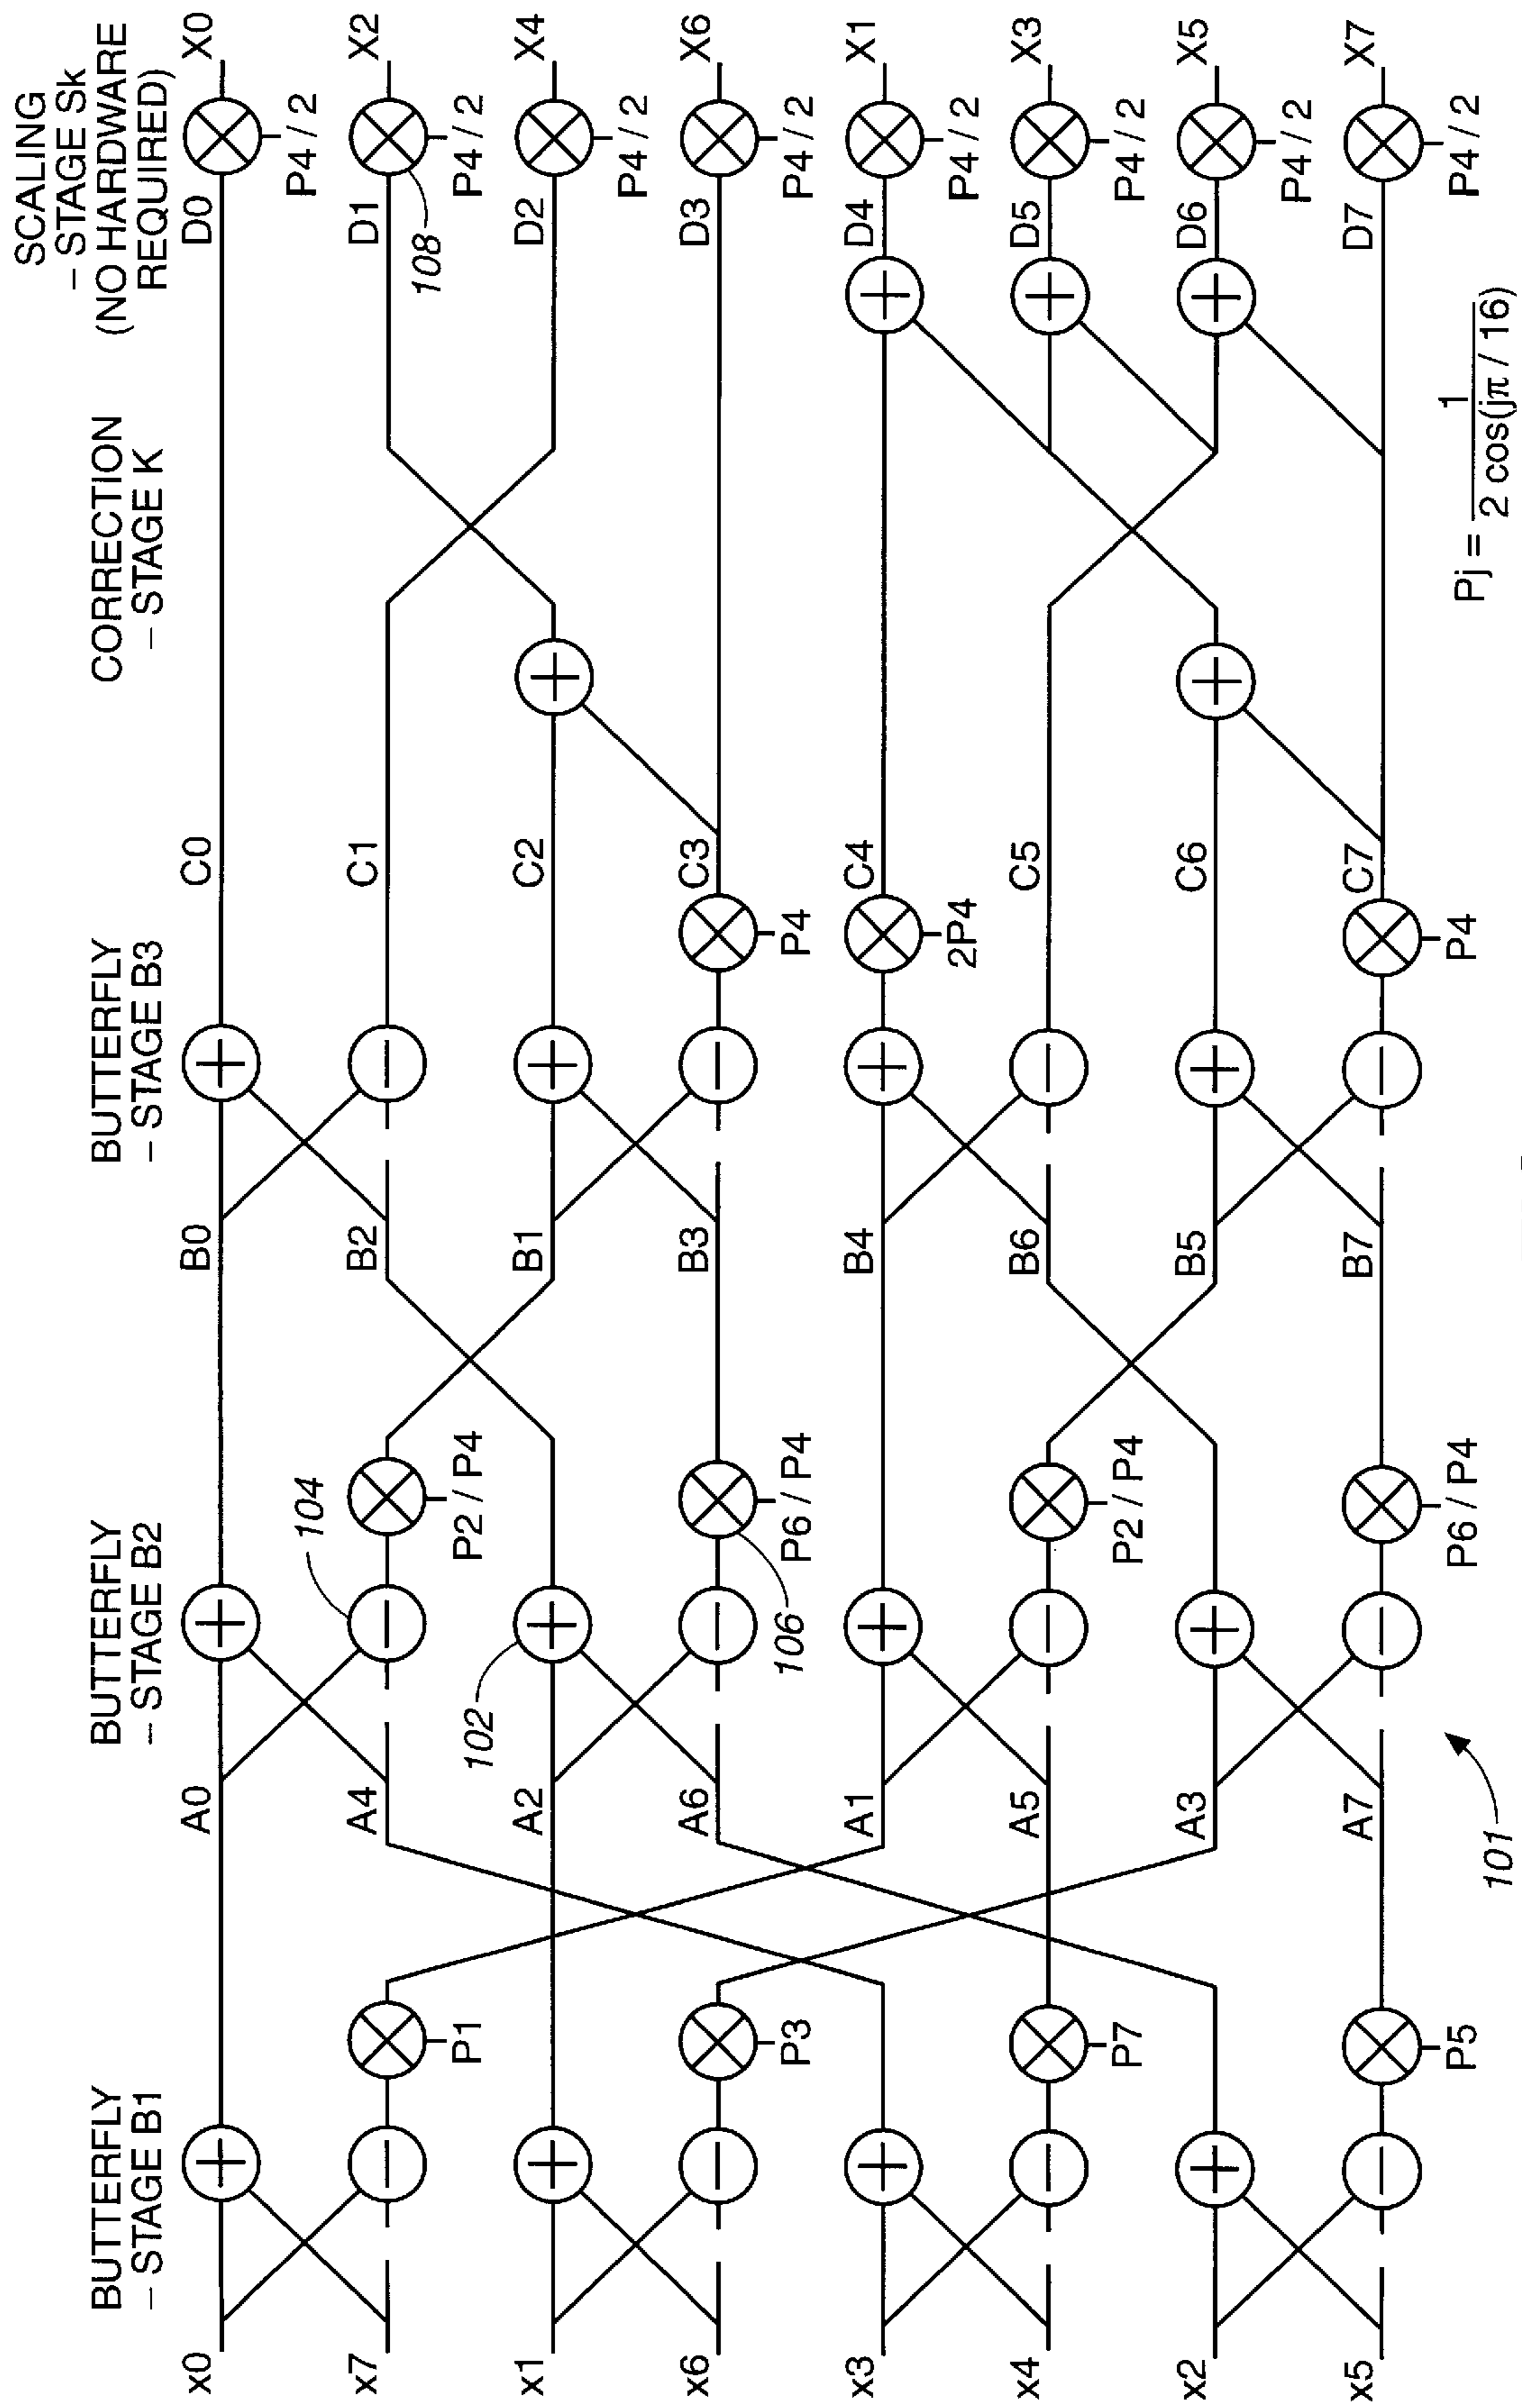 BUTTERFLY
– STAGE B1
BUTTERFLY
– STAGE B2
BUTTERFLY
– STAGE B3
CORRECTION
– STAGE K
SCALING
– STAGE Sk
(NO HARDWARE
REQUIRED)
x0
A0
B0
C0
D0
P4 / 2
X0
x7
P1
A4
104
P2 / P4
B2
C1
D1
108
P4 / 2
X2
x1
A2
102
B1
C2
D2
P4 / 2
X4
x6
P3
A6
106
P6 / P4
B3
P4
C3
D3
P4 / 2
X6
x3
A1
B4
2P4
C4
D4
P4 / 2
X1
x4
P7
A5
P2 / P4
B6
C5
D5
P4 / 2
X3
x2
A3
B5
C6
D6
P4 / 2
X5
x5
P5
A7
P6 / P4
B7
P4
C7
D7
P4 / 2
X7
101
Pj = 1
2 cos(jπ / 16)